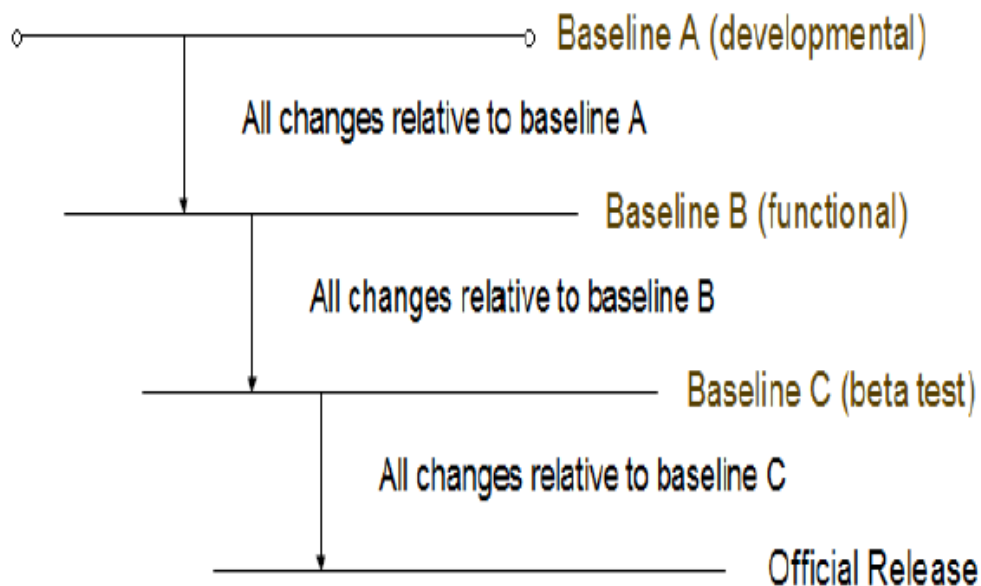 Baseline A (developmental)
All changes relative to baseline A
Baseline B (functional)
All changes relative to baseline B
Baseline C (beta test)
All changes relative to baseline C
Official Release